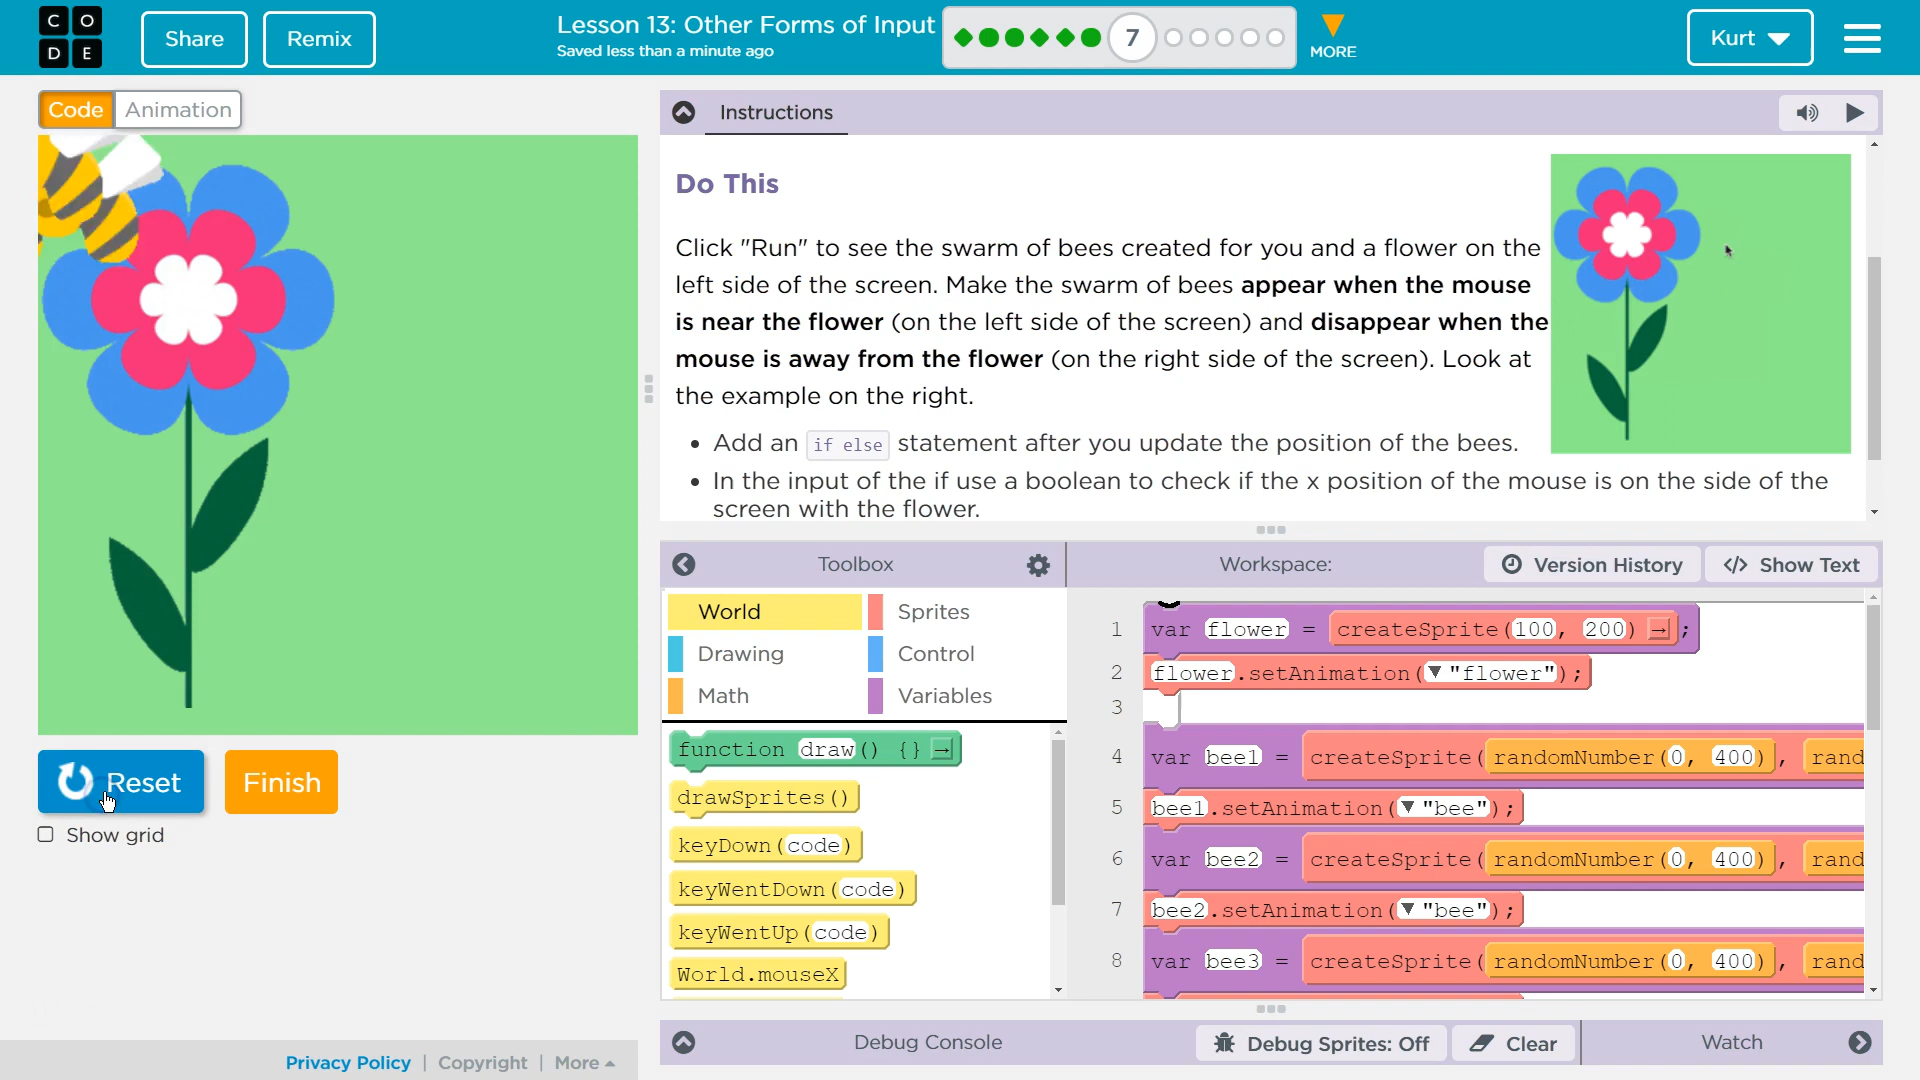 C O
D E
Share
Remix
Lesson 13: Other Forms of Input
Saved less than a minute ago
7
MORE
Kurt
Code
Animation
Instructions
Do This
Click "Run" to see the swarm of bees created for you and a flower on the
left side of the screen. Make the swarm of bees appear when the mouse
is near the flower (on the left side of the screen) and disappear when the
mouse is away from the flower (on the right side of the screen). Look at
the example on the right.
• Add an if else statement after you update the position of the bees.
• In the input of the if use a boolean to check if the x position of the mouse is on the side of the
screen with the flower.
Reset
Finish
Show grid
Toolbox
World
Sprites
Drawing
Control
Math
Variables
function draw() {} →
drawSprites()
keyDown(code)
keyWentDown(code)
keyWentUp(code)
World.mouseX
Workspace:
Version History
</> Show Text
1 var flower = createSprite(100, 200) → ;
2 flower.setAnimation(▼ "flower");
3
4 var bee1 = createSprite(randomNumber(0, 400), rand
5 bee1.setAnimation(▼ "bee");
6 var bee2 = createSprite(randomNumber(0, 400), rand
7 bee2.setAnimation(▼ "bee");
8 var bee3 = createSprite(randomNumber(0, 400), rand
Debug Console
Debug Sprites: Off
Clear
Watch
Privacy Policy | Copyright | More